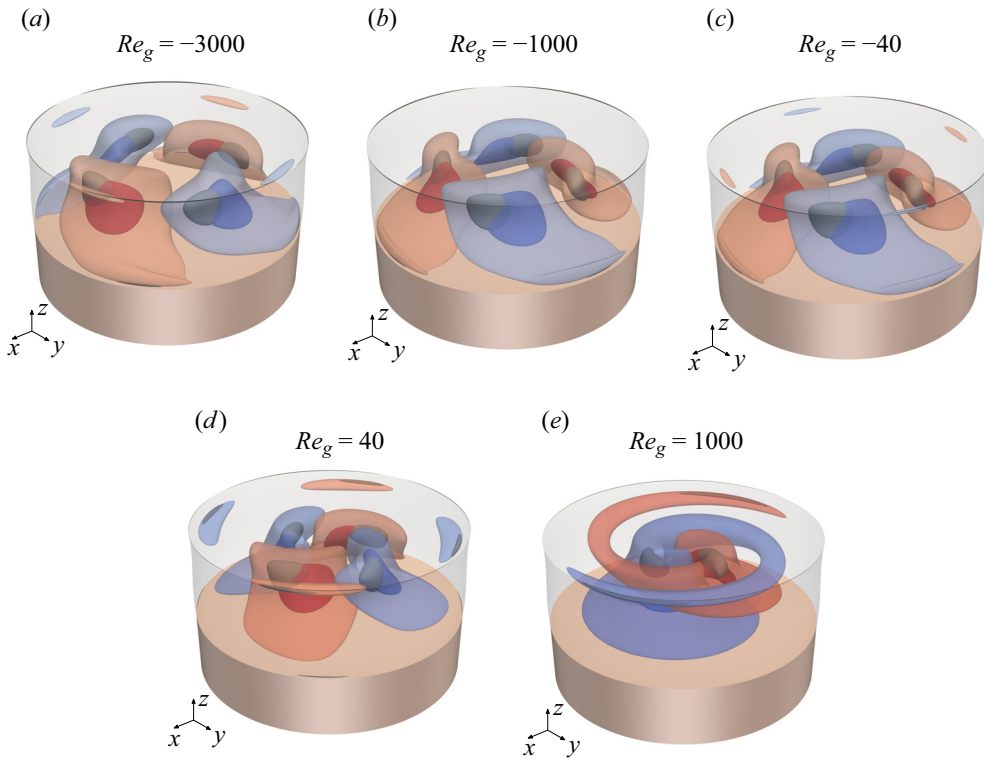 (a) (b) (c)
Re_g = −3000 Re_g = −1000 Re_g = −40
z z z
x y x y x y
(d) (e)
Re_g = 40 Re_g = 1000
z z
x y x y